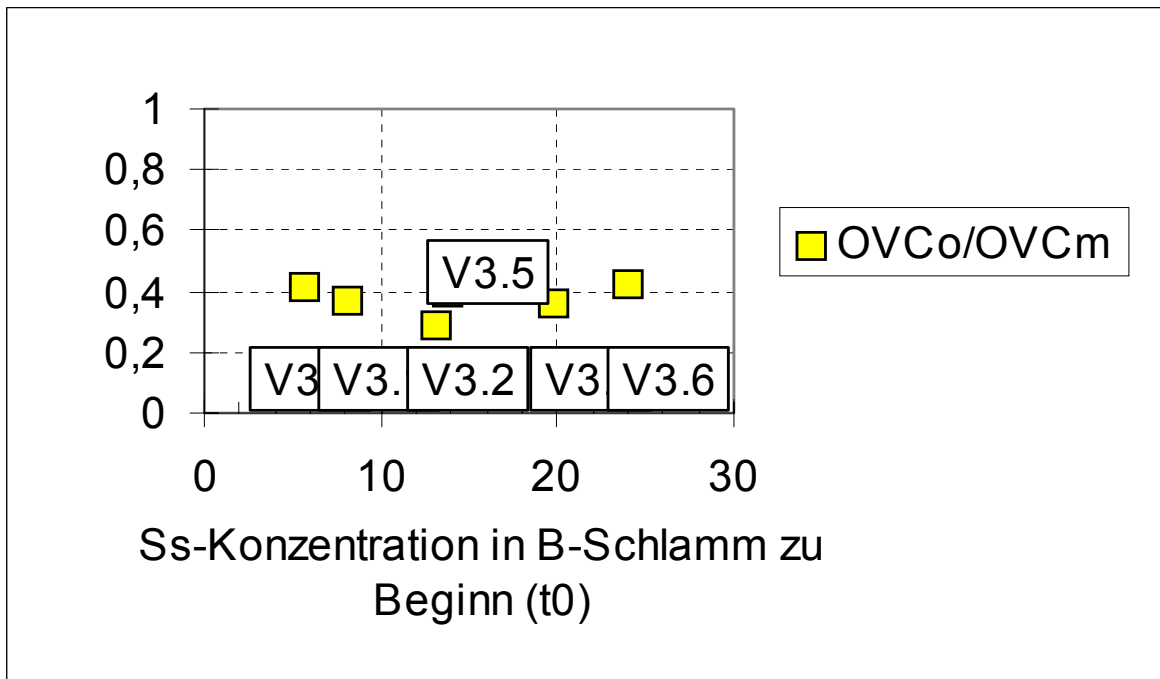 1
0,8
0,6
0,4
0,2
0
V3.5
V3 V3. V3.2 V3. V3.6
0 10 20 30
Ss-Konzentration in B-Schlamm zu
Beginn (t0)
OVCo/OVCm